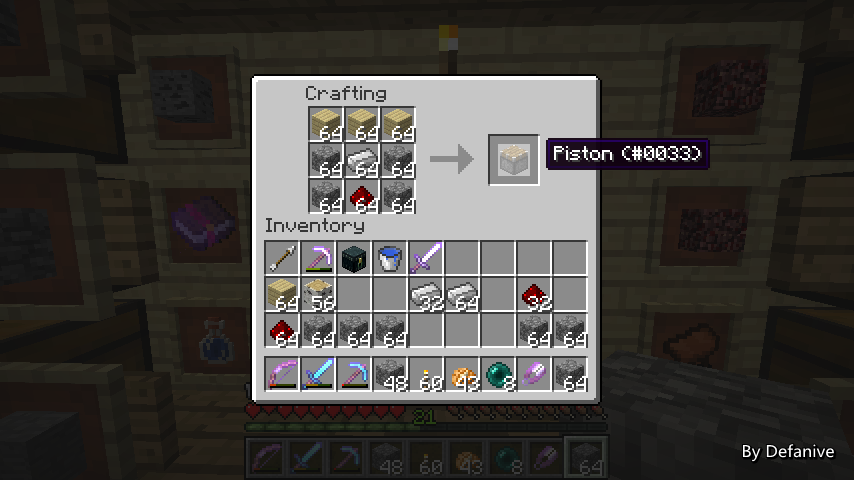 Crafting
64 64 64
64 64 64
64 64 64
Piston (#0033)
Inventory
64 56 32 64 32
64 64 64 64 64 64
48 60 43 8 64
21
48 60 43 8 64
By Defanive